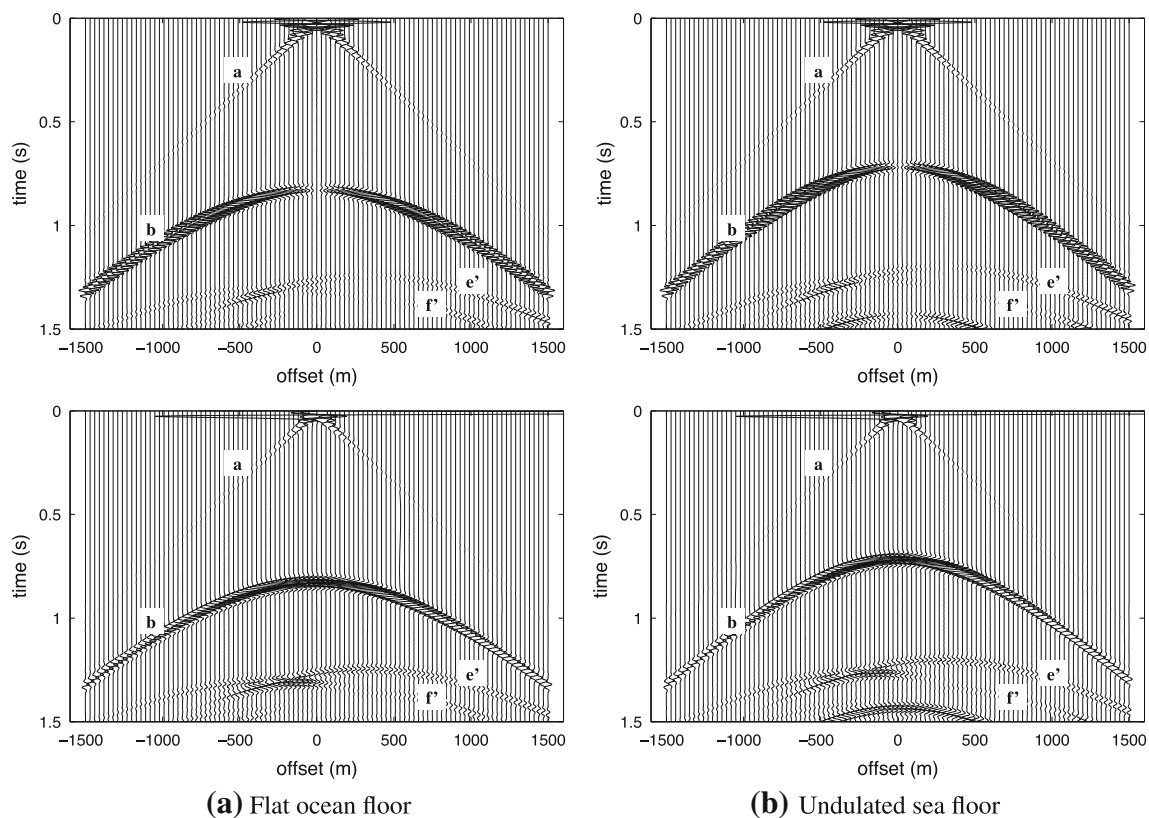 0
0.5
1
1.5
time (s)
a
b
e’
f’
−1500 −1000 −500 0 500 1000 1500
offset (m)
0
0.5
1
1.5
time (s)
a
b
e’
f’
−1500 −1000 −500 0 500 1000 1500
offset (m)
0
0.5
1
1.5
time (s)
a
b
e’
f’
−1500 −1000 −500 0 500 1000 1500
offset (m)
0
0.5
1
1.5
time (s)
a
b
e’
f’
−1500 −1000 −500 0 500 1000 1500
offset (m)
(a) Flat ocean floor
(b) Undulated sea floor